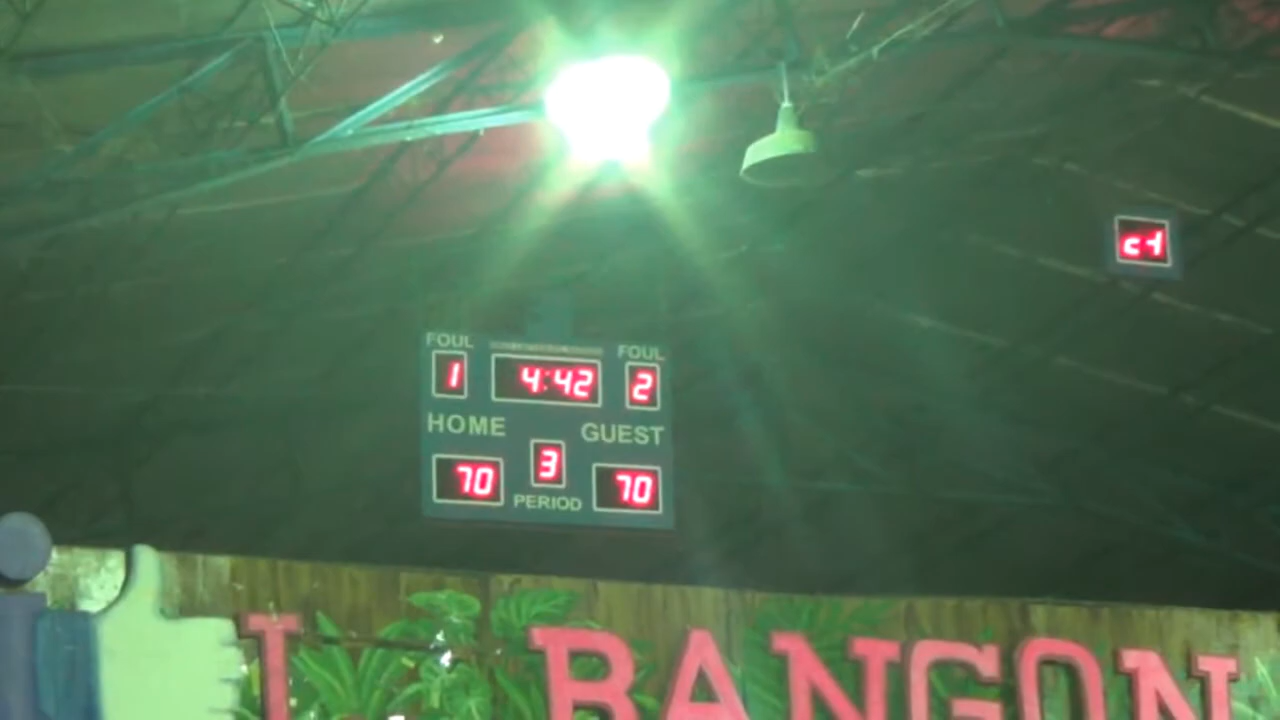 FOUL FOUL
1 4:42 2
HOME GUEST
70 3 70
PERIOD
I BANGON